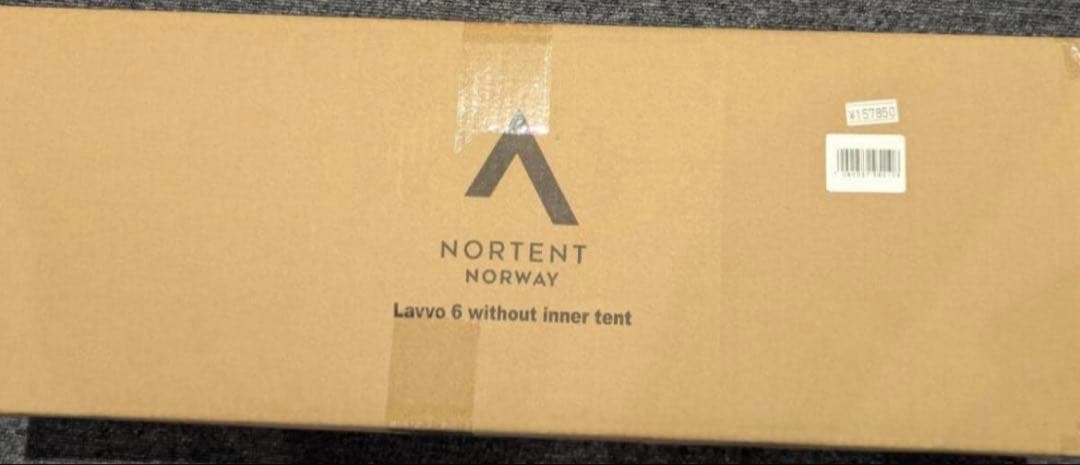 ¥157850
NORTENT
NORWAY
Lavvo 6 without inner tent